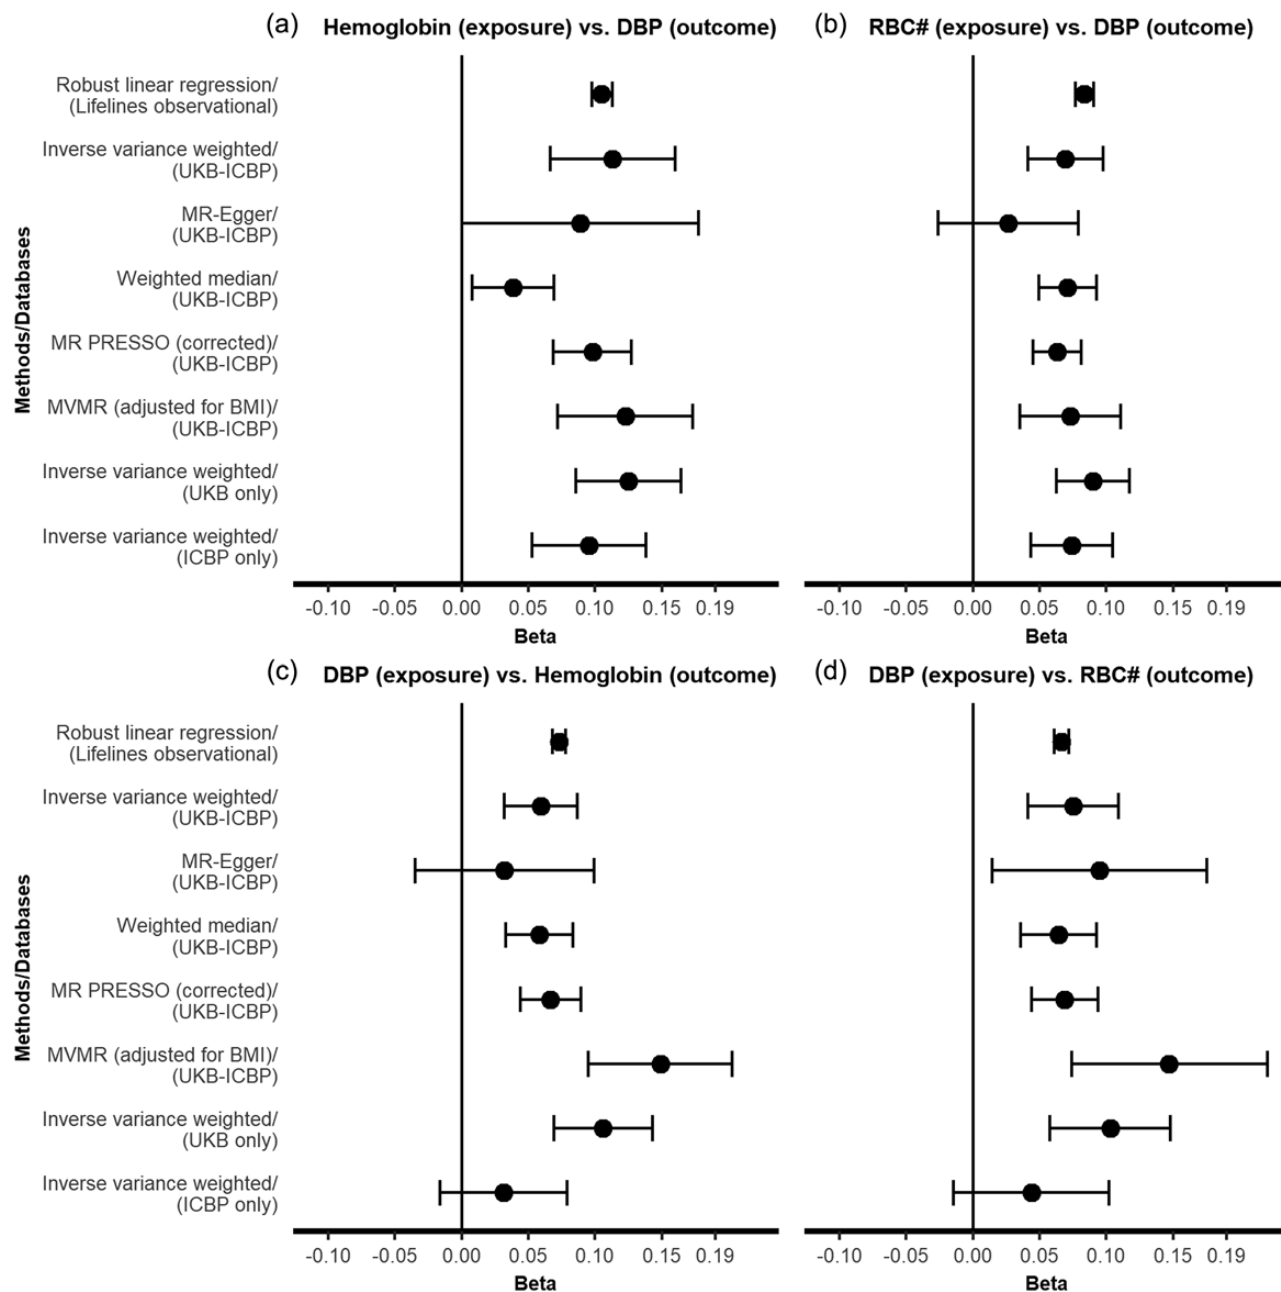 (a) Hemoglobin (exposure) vs. DBP (outcome)
(b) RBC# (exposure) vs. DBP (outcome)
Methods/Databases
Robust linear regression/
(Lifelines observational)
Inverse variance weighted/
(UKB-ICBP)
MR-Egger/
(UKB-ICBP)
Weighted median/
(UKB-ICBP)
MR PRESSO (corrected)/
(UKB-ICBP)
MVMR (adjusted for BMI)/
(UKB-ICBP)
Inverse variance weighted/
(UKB only)
Inverse variance weighted/
(ICBP only)
-0.10 -0.05 0.00 0.05 0.10 0.15 0.19
Beta
-0.10 -0.05 0.00 0.05 0.10 0.15 0.19
Beta
(c) DBP (exposure) vs. Hemoglobin (outcome)
(d) DBP (exposure) vs. RBC# (outcome)
Methods/Databases
Robust linear regression/
(Lifelines observational)
Inverse variance weighted/
(UKB-ICBP)
MR-Egger/
(UKB-ICBP)
Weighted median/
(UKB-ICBP)
MR PRESSO (corrected)/
(UKB-ICBP)
MVMR (adjusted for BMI)/
(UKB-ICBP)
Inverse variance weighted/
(UKB only)
Inverse variance weighted/
(ICBP only)
-0.10 -0.05 0.00 0.05 0.10 0.15 0.19
Beta
-0.10 -0.05 0.00 0.05 0.10 0.15 0.19
Beta